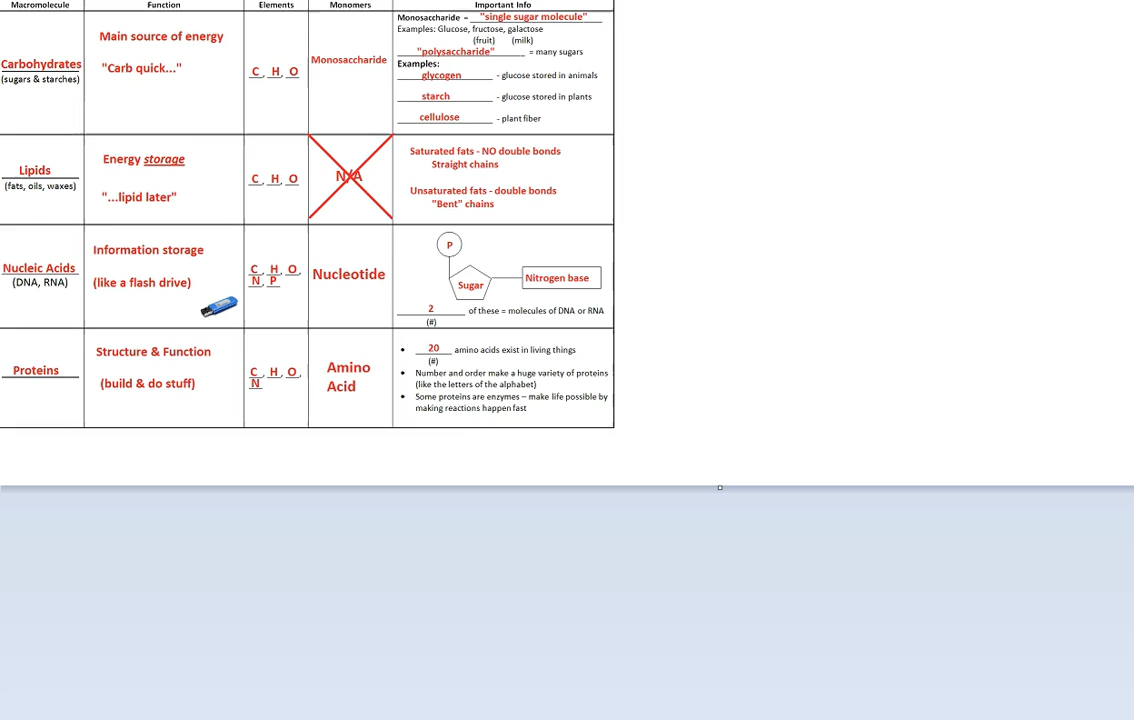 Macromolecule Function Elements Monomers Important Info
Carbohydrates
(sugars & starches)
Main source of energy
"Carb quick..."
C, H, O
Monosaccharide
Monosaccharide = "single sugar molecule"
Examples: Glucose, fructose, galactose
(fruit) (milk)
"polysaccharide" = many sugars
Examples:
glycogen - glucose stored in animals
starch - glucose stored in plants
cellulose - plant fiber
Lipids
(fats, oils, waxes)
Energy storage
"...lipid later"
C, H, O
N/A
Saturated fats - NO double bonds
Straight chains
Unsaturated fats - double bonds
"Bent" chains
Nucleic Acids
(DNA, RNA)
Information storage
(like a flash drive)
C, H, O,
N, P
Nucleotide
P
Sugar
Nitrogen base
2 of these = molecules of DNA or RNA
(#)
Proteins
Structure & Function
(build & do stuff)
C, H, O,
N
Amino
Acid
• 20 amino acids exist in living things
(#)
• Number and order make a huge variety of proteins
(like the letters of the alphabet)
• Some proteins are enzymes – make life possible by
making reactions happen fast